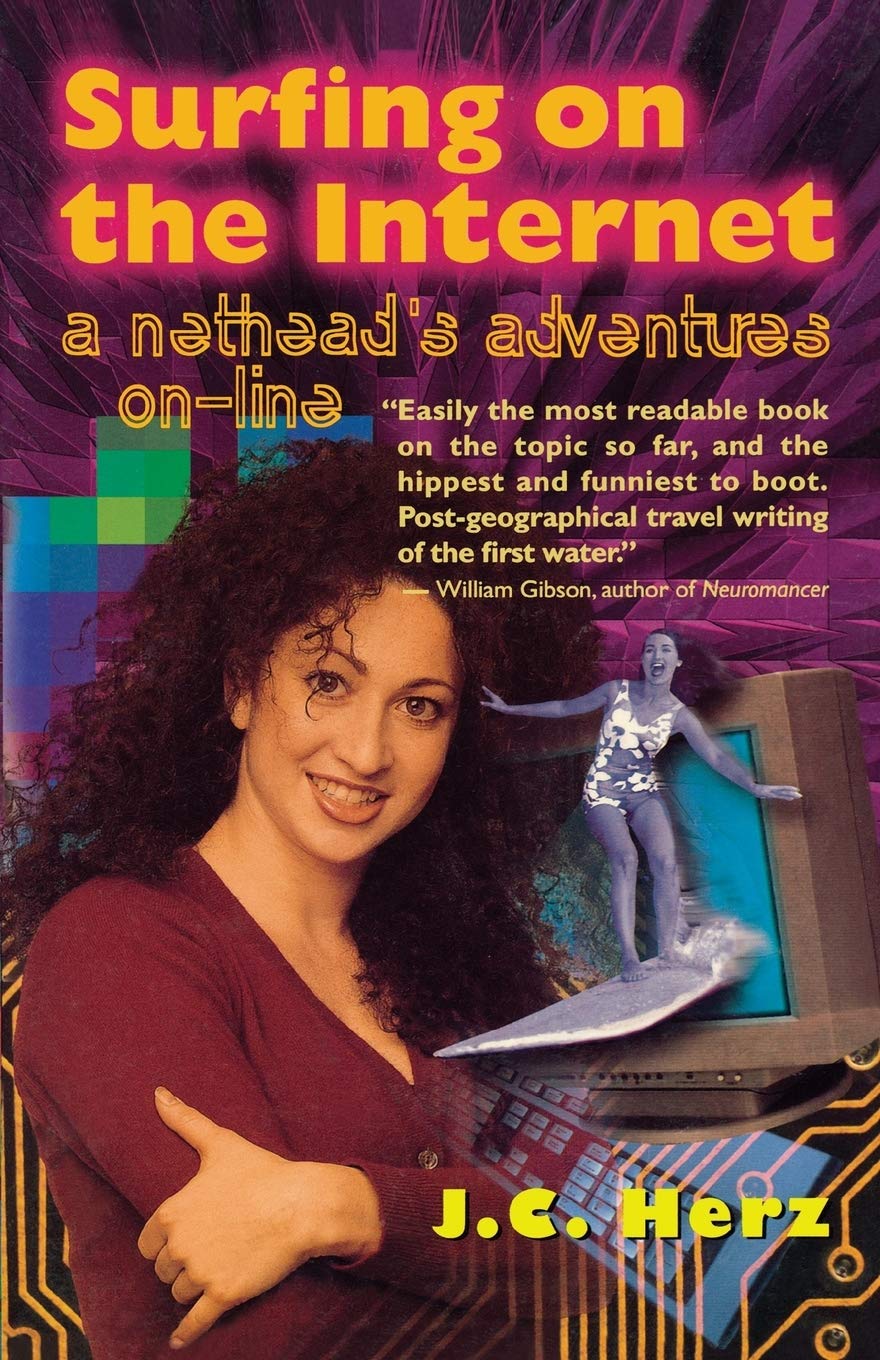 Surfing on
the Internet
a nethead's adventures
on-line
“Easily the most readable book
on the topic so far, and the
hippest and funniest to boot.
Post-geographical travel writing
of the first water.”
— William Gibson, author of Neuromancer
J.C. Herz